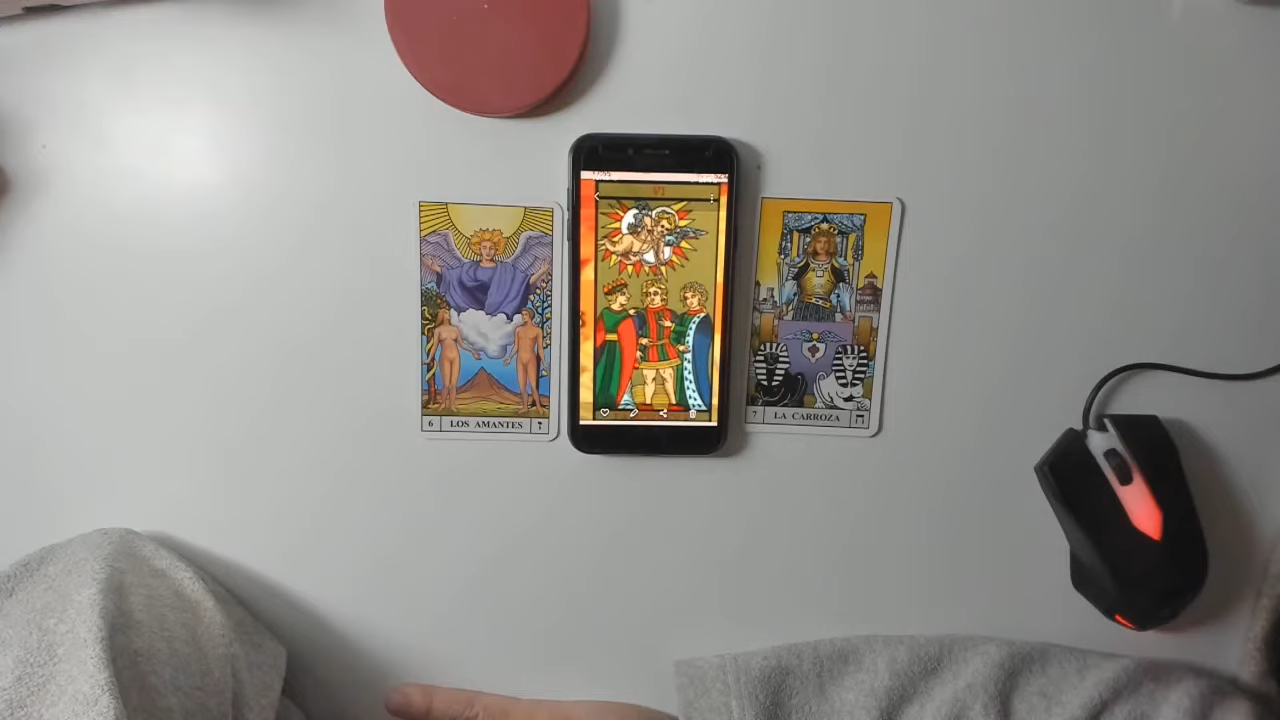 VI
6 LOS AMANTES ז
7 LA CARROZA ח